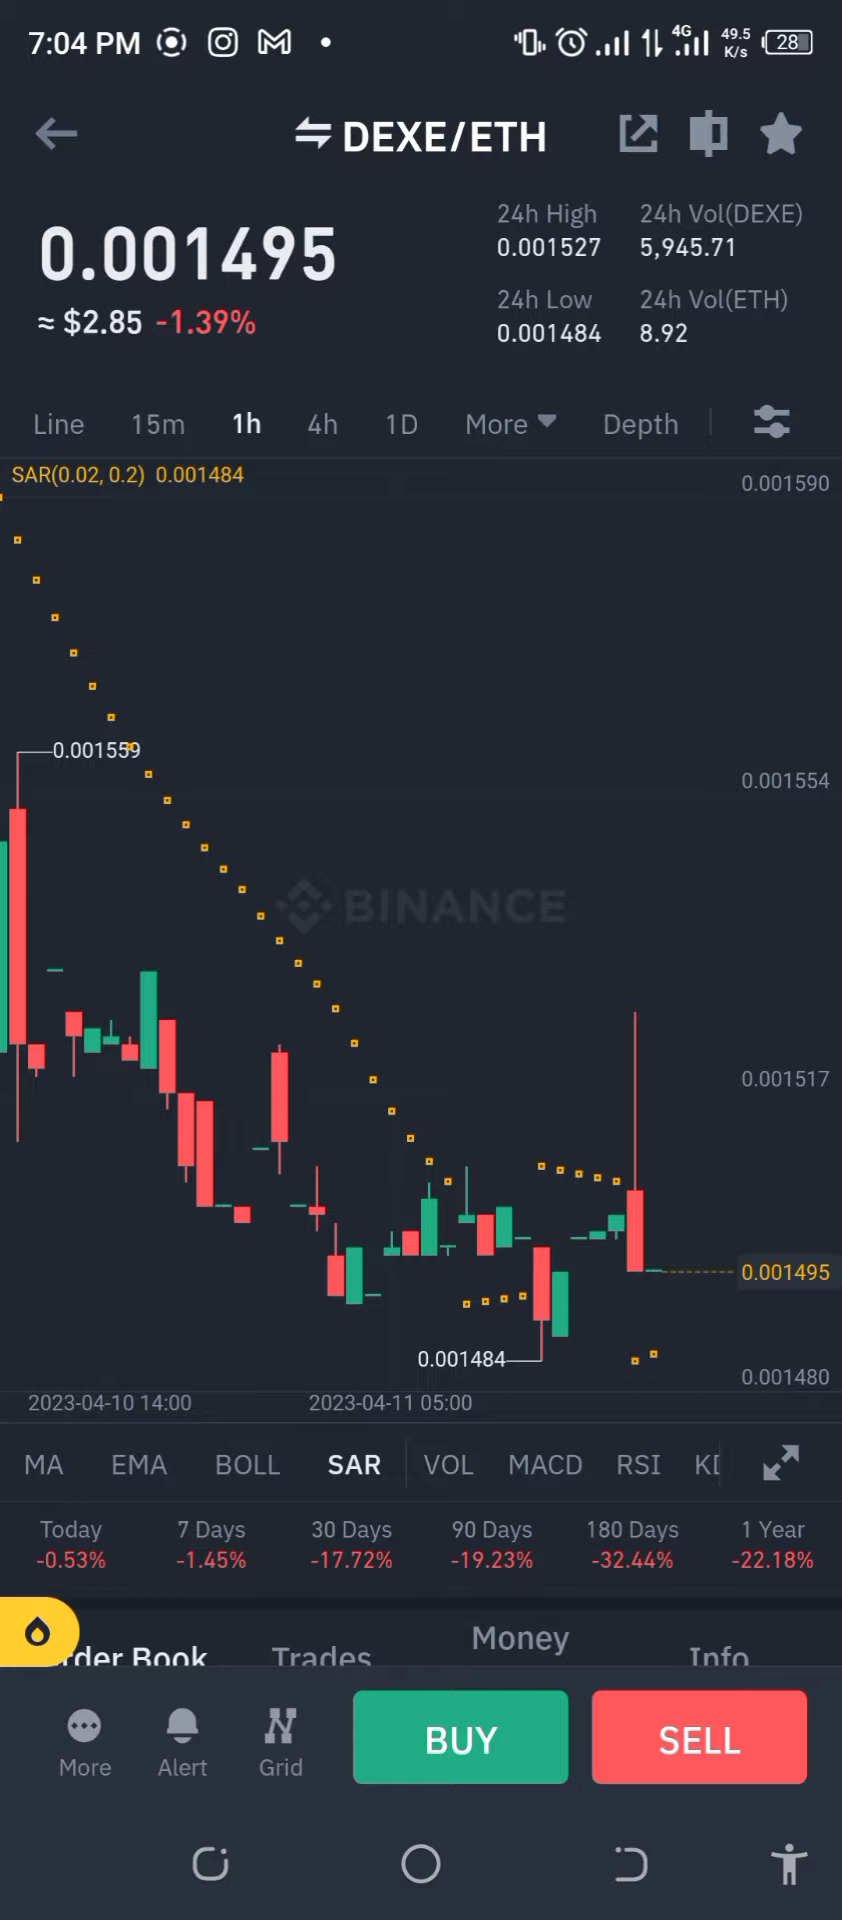 7:04 PM 4G 49.5 K/s 28
DEXE/ETH
0.001495
≈ $2.85 -1.39%
24h High 24h Vol(DEXE)
0.001527 5,945.71
24h Low 24h Vol(ETH)
0.001484 8.92
Line 15m 1h 4h 1D More Depth
SAR(0.02, 0.2) 0.001484
0.001590
0.001559
0.001554
BINANCE
0.001517
0.001495
0.001484
0.001480
2023-04-10 14:00 2023-04-11 05:00
MA EMA BOLL SAR VOL MACD RSI
Today 7 Days 30 Days 90 Days 180 Days 1 Year
-0.53% -1.45% -17.72% -19.23% -32.44% -22.18%
rder Book Trades Money Info
BUY SELL
More Alert Grid